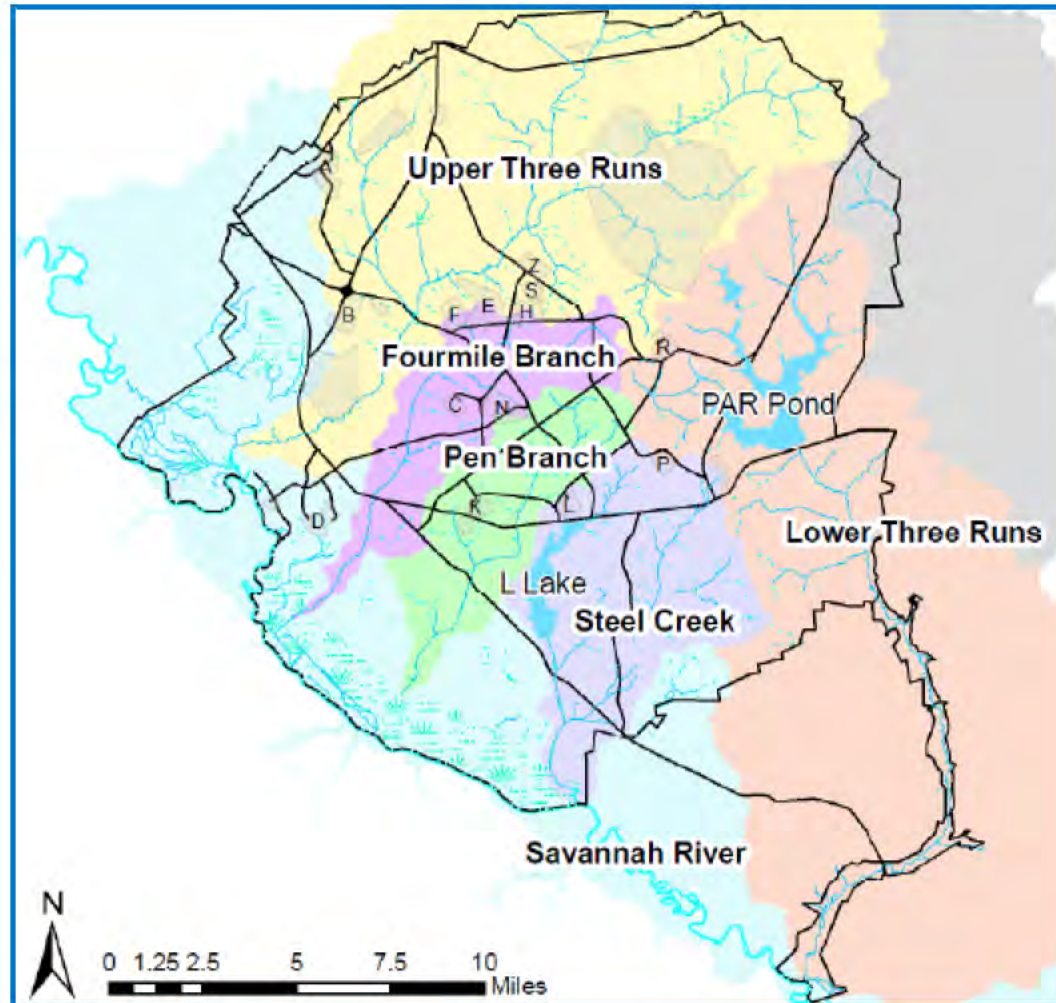 A
Upper Three Runs
Z
S
B
F
E
H
Fourmile Branch
R
C
N
PAR Pond
Pen Branch
P
K
L
D
Lower Three Runs
L Lake
Steel Creek
Savannah River
N
0 1.25 2.5 5 7.5 10
Miles